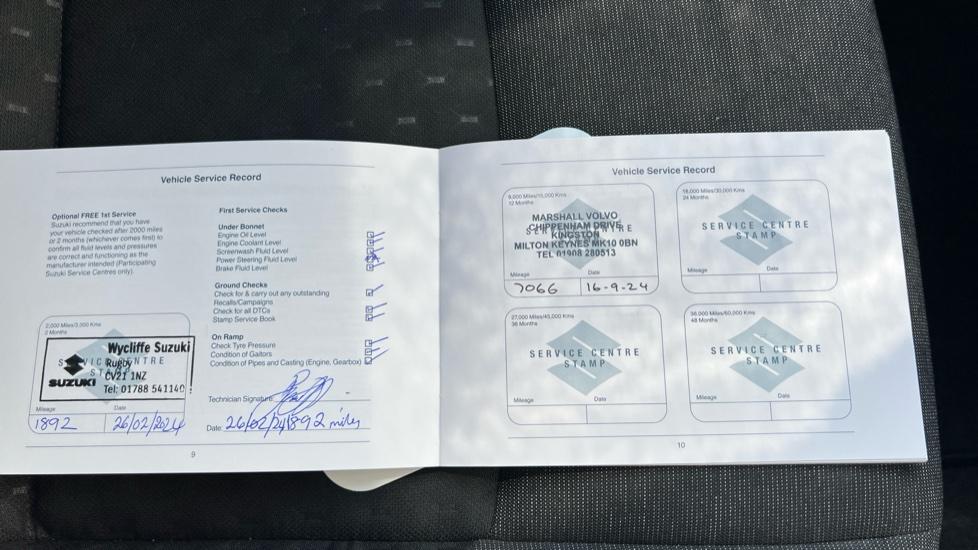 Vehicle Service Record
Optional FREE 1st Service
Suzuki recommend that you have
your vehicle checked after 2000 miles
or 2 months (whichever comes first) to
confirm all fluid levels and pressures
are correct and functioning as the
manufacturer intended (Participating
Suzuki Service Centres only).
2,000 Miles/3,000 Kms
2 Months
SERVICE CENTRE
STAMP
Wycliffe Suzuki
Rugby
CV21 1NZ
Tel: 01788 541140
SUZUKI
Mileage
Date
1892
26/02/2024
First Service Checks
Under Bonnet
Engine Oil Level
Engine Coolant Level
Screenwash Fluid Level
Power Steering Fluid Level
Brake Fluid Level
Ground Checks
Check for & carry out any outstanding
Recalls/Campaigns
Check for all DTCs
Stamp Service Book
On Ramp
Check Tyre Pressure
Condition of Gaitors
Condition of Pipes and Casting (Engine, Gearbox)
Technician Signature
Date: 26/02/24 1892 miles
9
Vehicle Service Record
9,000 Miles/15,000 Kms
12 Months
SERVICE CENTRE
MARSHALL VOLVO
CHIPPENHAM DRIVE
KINGSTON
MILTON KEYNES MK10 0BN
TEL 01908 280513
Mileage
Date
7066
16-9-24
18,000 Miles/30,000 Kms
24 Months
SERVICE CENTRE
STAMP
Mileage
Date
27,000 Miles/45,000 Kms
36 Months
SERVICE CENTRE
STAMP
Mileage
Date
36,000 Miles/60,000 Kms
48 Months
SERVICE CENTRE
STAMP
Mileage
Date
10